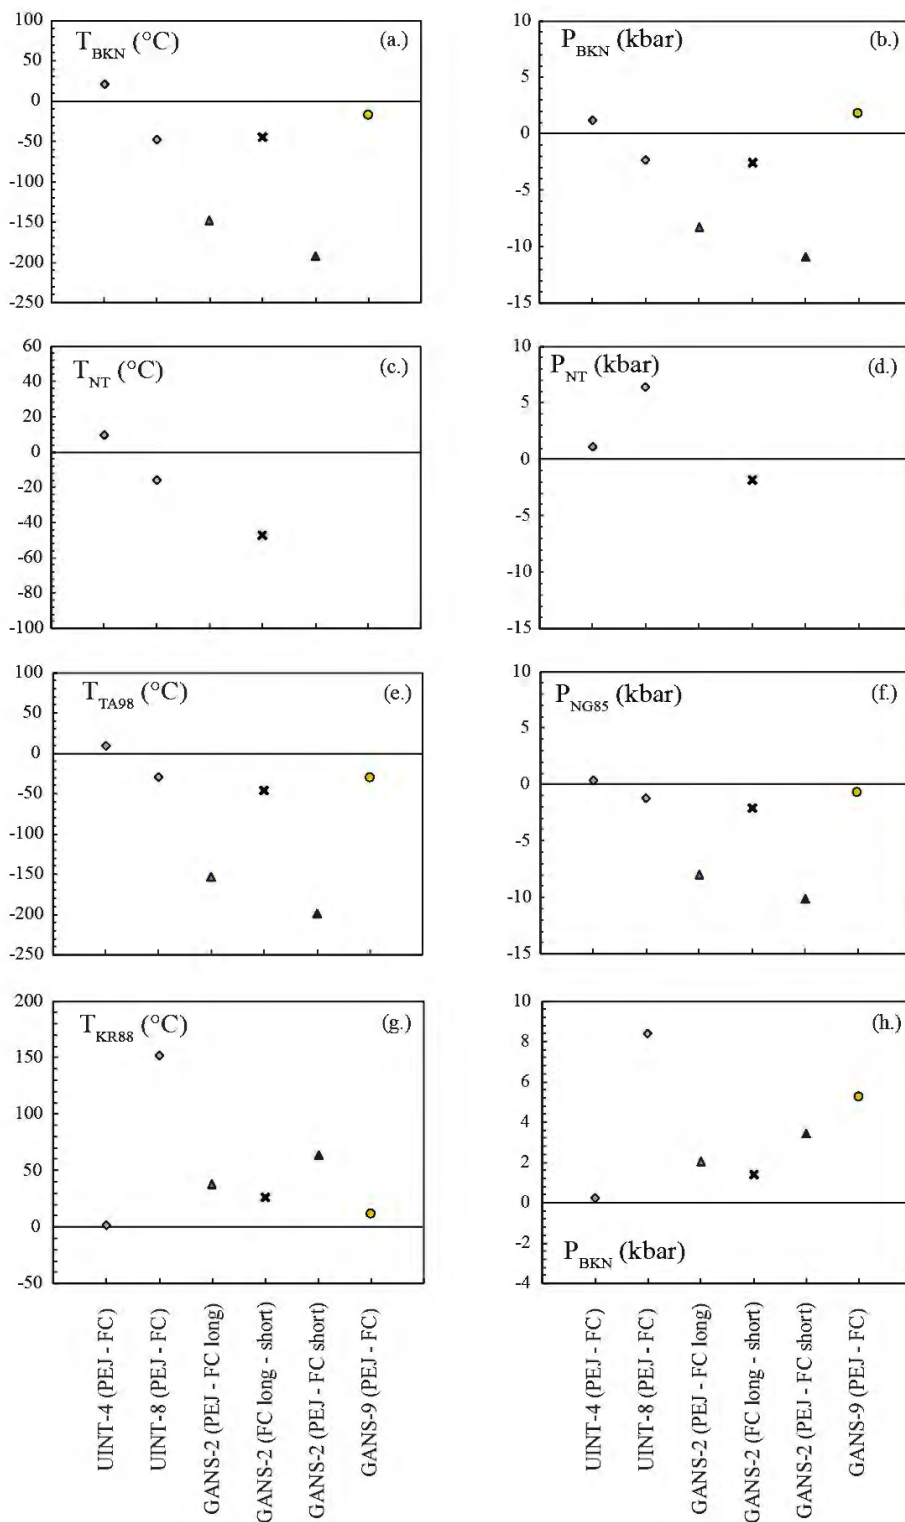 T_BKN (°C)
(a.)
100
50
0
-50
-100
-150
-200
-250
P_BKN (kbar)
(b.)
10
5
0
-5
-10
-15
T_NT (°C)
(c.)
60
40
20
0
-20
-40
-60
-80
-100
P_NT (kbar)
(d.)
10
5
0
-5
-10
-15
T_TA98 (°C)
(e.)
100
50
0
-50
-100
-150
-200
-250
P_NG85 (kbar)
(f.)
10
5
0
-5
-10
-15
T_KR88 (°C)
(g.)
200
150
100
50
0
-50
(h.)
10
8
6
4
2
0
-2
-4
P_BKN (kbar)
UINT-4 (PEJ - FC)
UINT-8 (PEJ - FC)
GANS-2 (PEJ - FC long)
GANS-2 (FC long - short)
GANS-2 (PEJ - FC short)
GANS-9 (PEJ - FC)
UINT-4 (PEJ - FC)
UINT-8 (PEJ - FC)
GANS-2 (PEJ - FC long)
GANS-2 (FC long - short)
GANS-2 (PEJ - FC short)
GANS-9 (PEJ - FC)